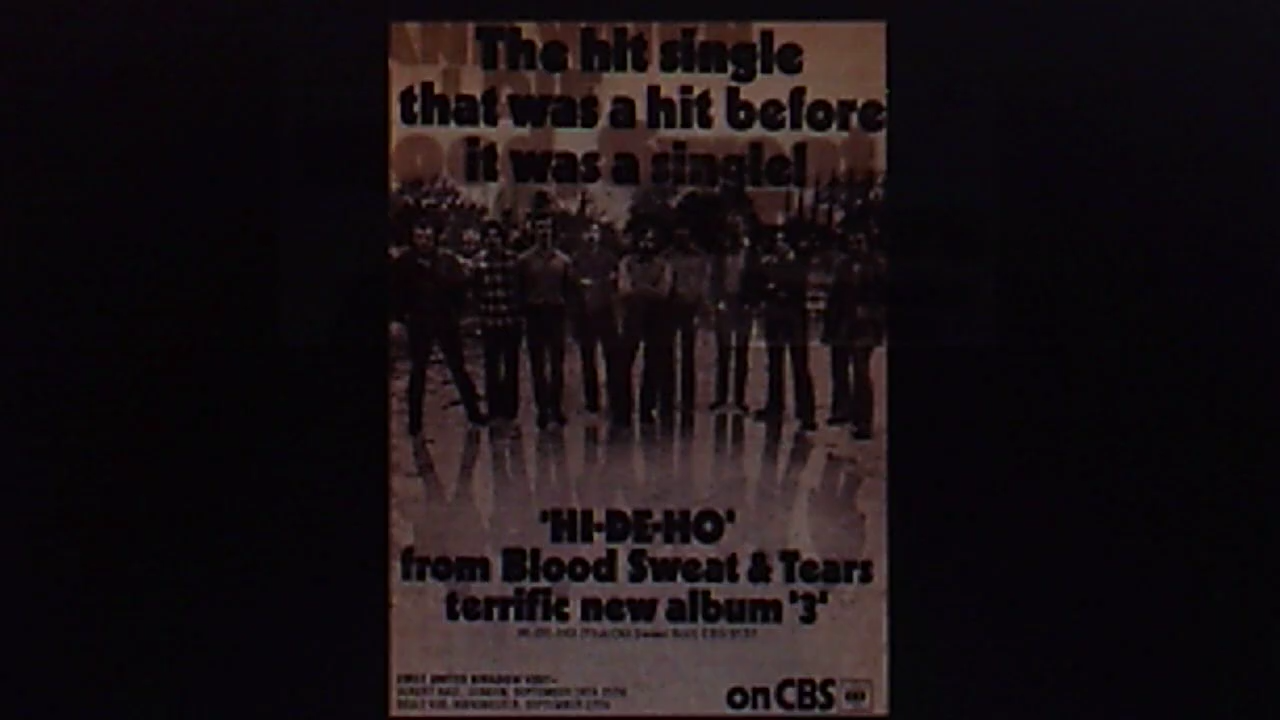 The hit single
that was a hit before
it was a single!
'HI-DE-HO'
from Blood Sweat & Tears
terrific new album '3'
on CBS